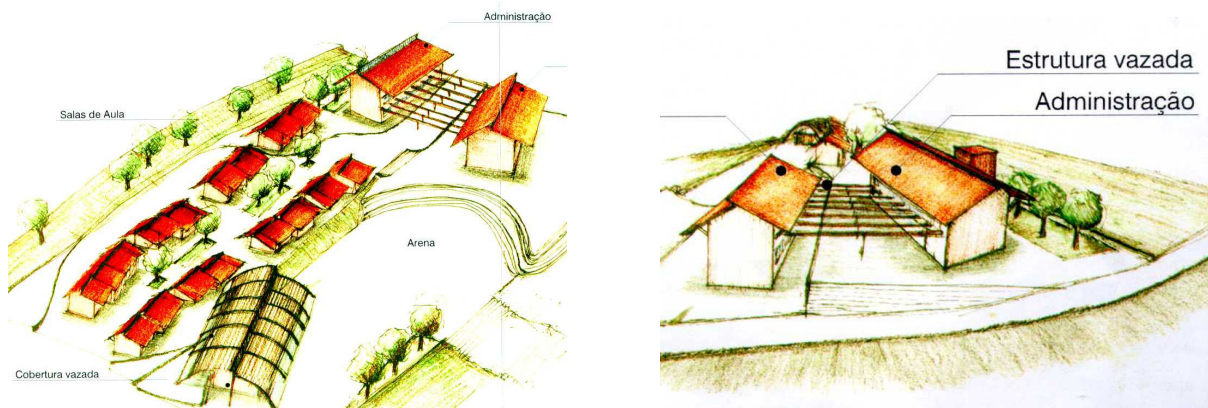 Administração
Salas de Aula
Arena
Cobertura vazada
Estrutura vazada
Administração